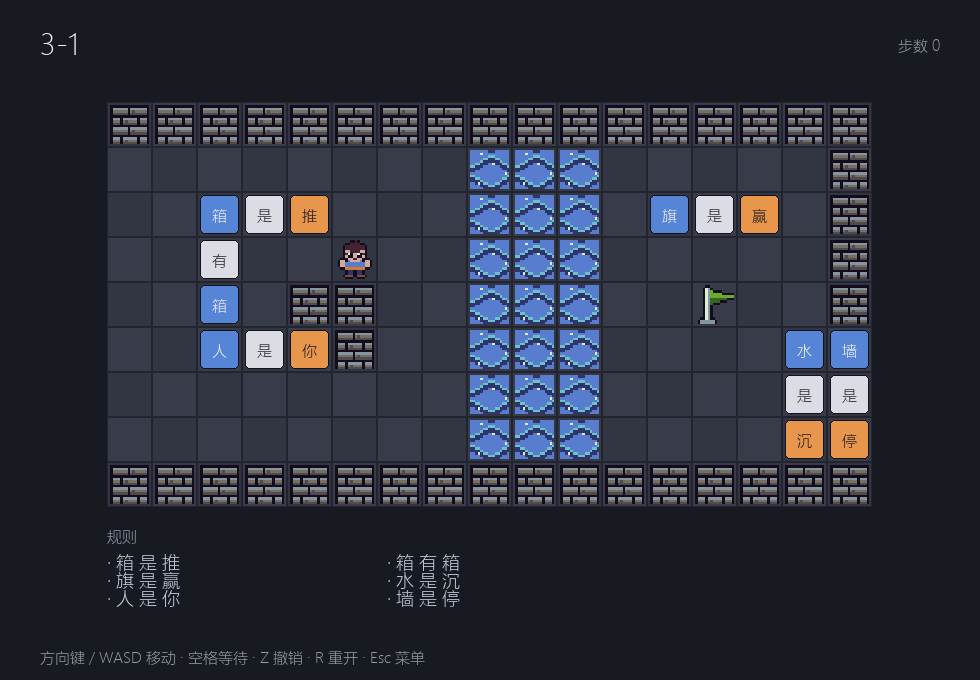 3-1
步数 0
箱 是 推 旗 是 赢
有
箱
人 是 你 水 墙
是 是
沉 停
规则
· 箱 是 推 · 箱 有 箱
· 旗 是 赢 · 水 是 沉
· 人 是 你 · 墙 是 停
方向键 / WASD 移动 · 空格等待 · Z 撤销 · R 重开 · Esc 菜单